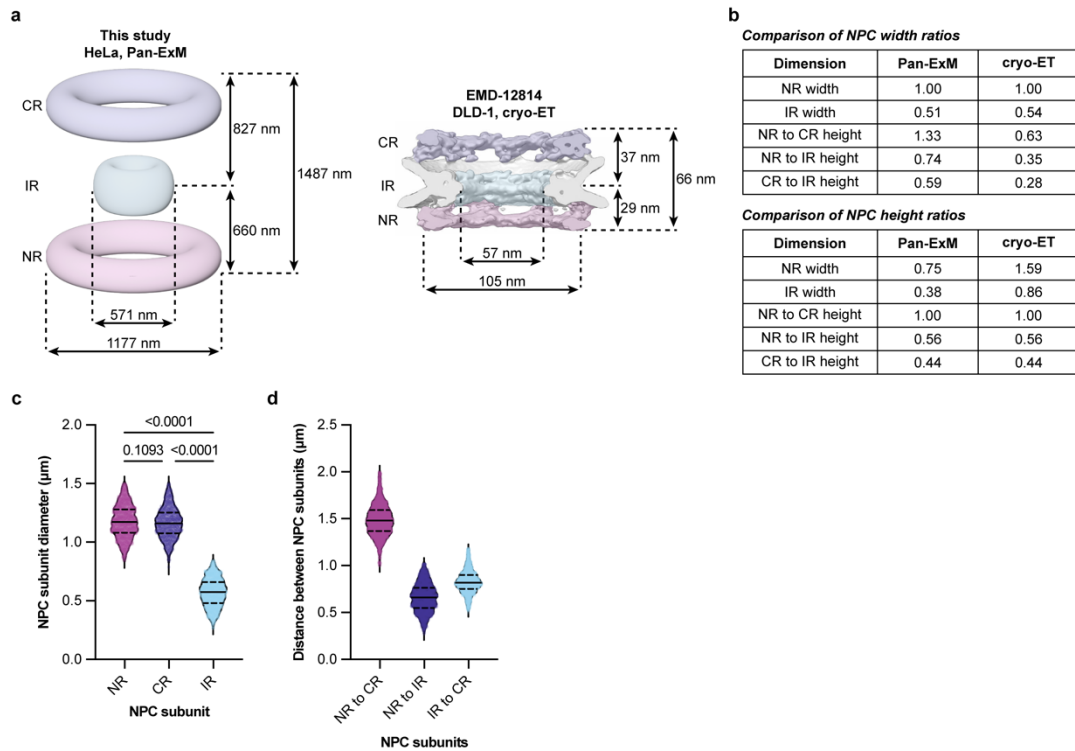 a
This study
HeLa, Pan-ExM
CR
IR
NR
827 nm
1487 nm
660 nm
571 nm
1177 nm
EMD-12814
DLD-1, cryo-ET
CR
IR
NR
37 nm
66 nm
29 nm
57 nm
105 nm
b
Comparison of NPC width ratios
Dimension Pan-ExM cryo-ET
NR width 1.00 1.00
IR width 0.51 0.54
NR to CR height 1.33 0.63
NR to IR height 0.74 0.35
CR to IR height 0.59 0.28
Comparison of NPC height ratios
Dimension Pan-ExM cryo-ET
NR width 0.75 1.59
IR width 0.38 0.86
NR to CR height 1.00 1.00
NR to IR height 0.56 0.56
CR to IR height 0.44 0.44
c
<0.0001
0.1093 <0.0001
NPC subunit diameter (µm)
2.0
1.5
1.0
0.5
0.0
NR
CR
IR
NPC subunit
d
Distance between NPC subunits (µm)
2.5
2.0
1.5
1.0
0.5
0.0
NR to CR
NR to IR
IR to CR
NPC subunits